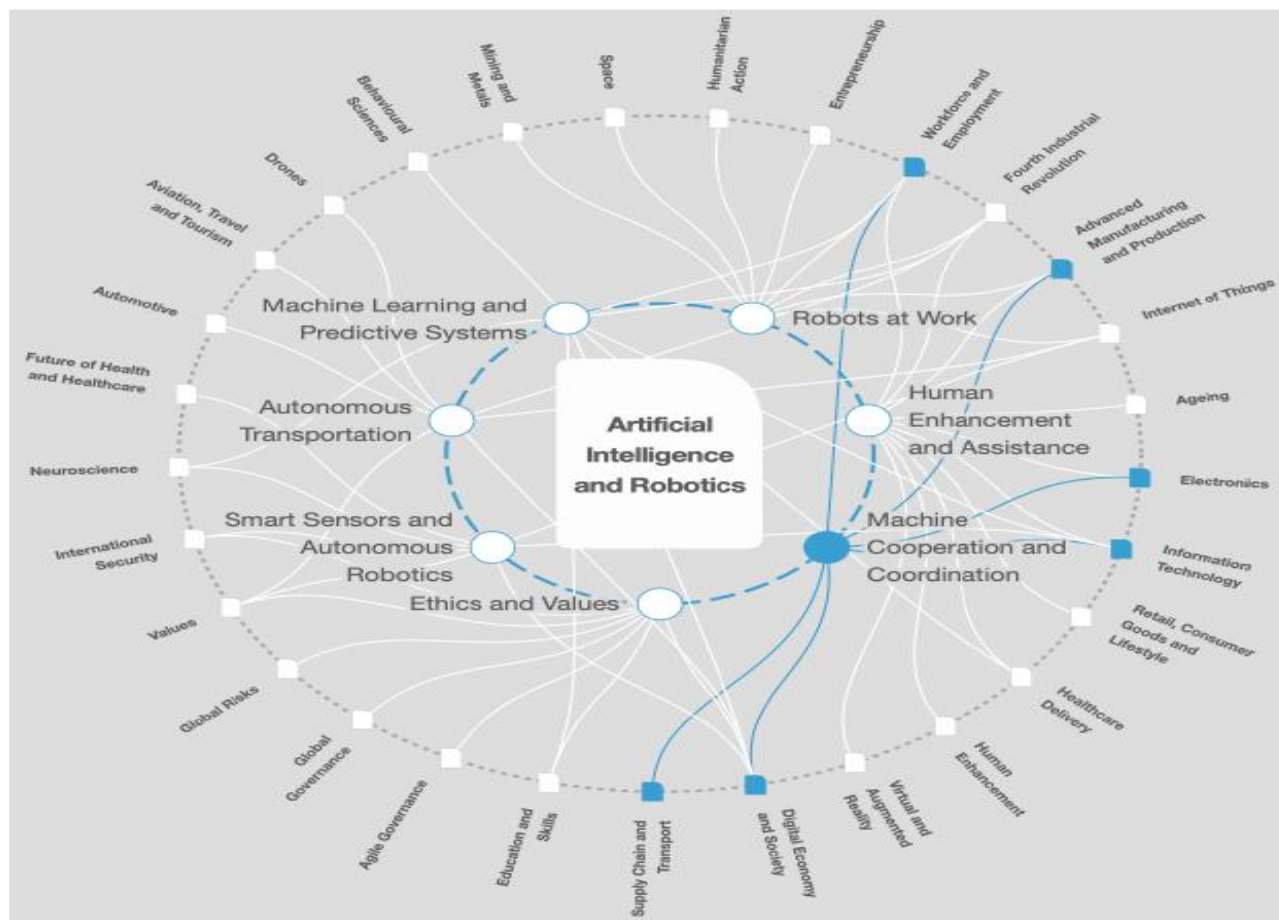 Mining and
Metals
Space
Humanitarian
Action
Entrepreneurship
Workforce and
Employment
Fourth Industrial
Revolution
Advanced
Manufacturing
and Production
Internet of Things
Ageing
Electroniics
Information
Technology
Retail, Consumer
Goods and
Lifestyle
Healthcare
Delivery
Human
Enhancement
Virtual and
Augmented
Reality
Digital Economy
and Society
Supply Chain and
Transport
Education and
Skills
Agile Governance
Global
Governance
Global Risks
Values
International
Security
Neuroscience
Future of Health
and Healthcare
Automotive
Aviation, Travel
and Tourism
Drones
Behavioural
Sciences
Machine Learning and
Predictive Systems
Robots at Work
Autonomous
Transportation
Human
Enhancement
and Assistance
Artificial
Intelligence
and Robotics
Smart Sensors and
Autonomous
Robotics
Machine
Cooperation and
Coordination
Ethics and Values